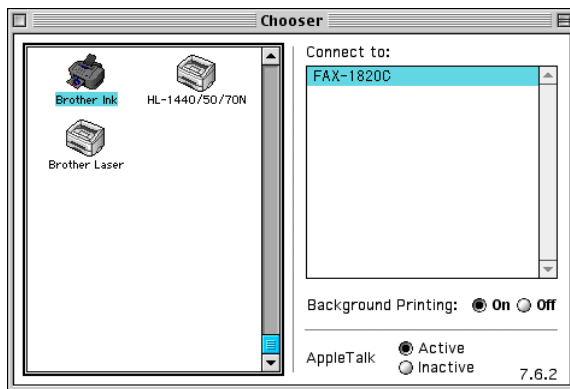 Chooser
Brother Ink
HL-1440/50/70N
Brother Laser
Connect to:
FAX-1820C
Background Printing: On Off
AppleTalk Active
Inactive
7.6.2